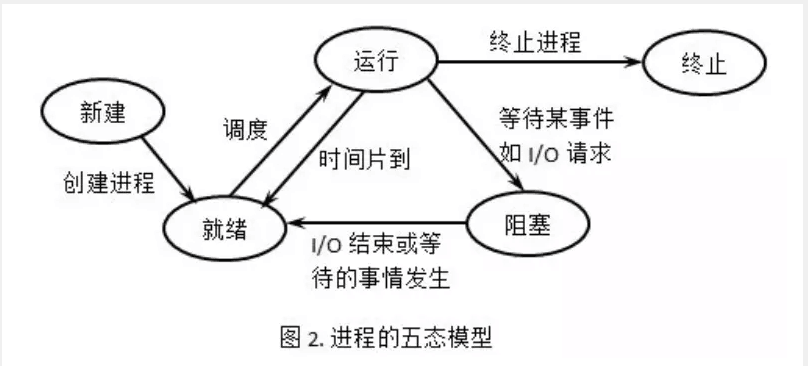 运行
终止进程
终止
新建
调度
等待某事件
如 I/O 请求
时间片到
创建进程
就绪
阻塞
I/O 结束或等
待的事情发生
图 2. 进程的五态模型